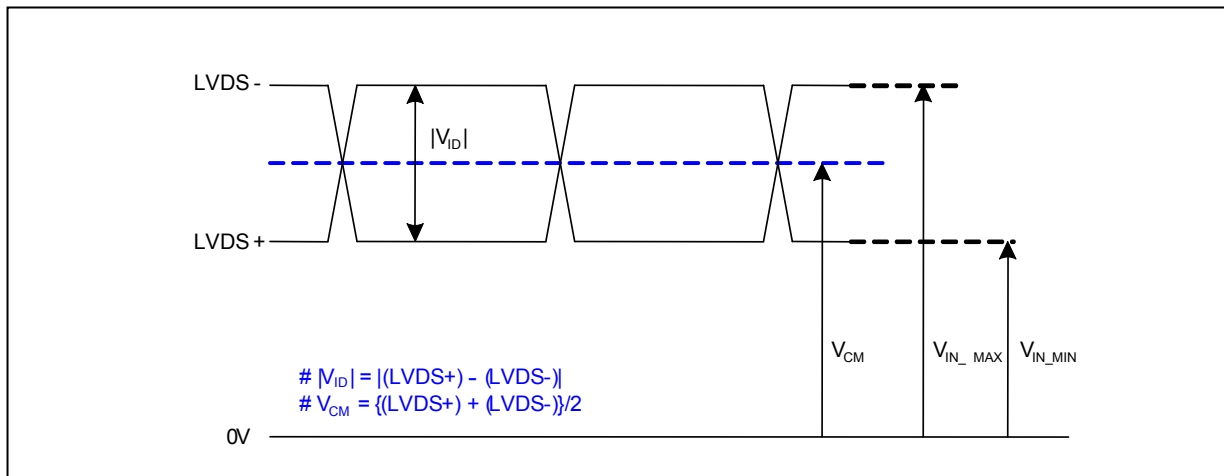 LVDS -
|VID|
LVDS +
VCM
VIN_ MAX
VIN_MIN
# |VID| = |(LVDS+) - (LVDS-)|
# VCM = {(LVDS+) + (LVDS-)}/2
0V